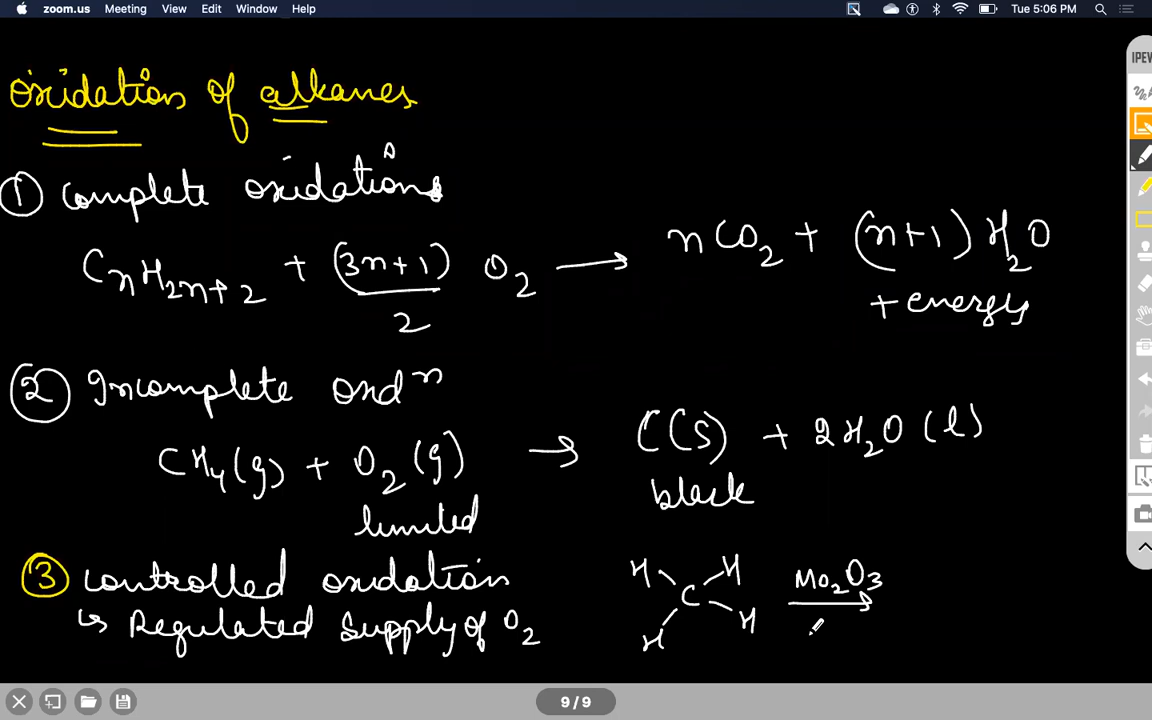 zoom.us Meeting View Edit Window Help Tue 5:06 PM
IPEV
oxidation of alkanes
① Complete oxidation
CnH2n+2 + (3n+1)/2 O2 → nCO2 + (n+1) H2O
+ energy
② Incomplete oxdn
CH4(g) + O2(g) → C(s) + 2H2O(l)
limited
black
③ Controlled oxidation
↳ Regulated Supply of O2
H H
C
H H
Mo2O3
→
9 / 9